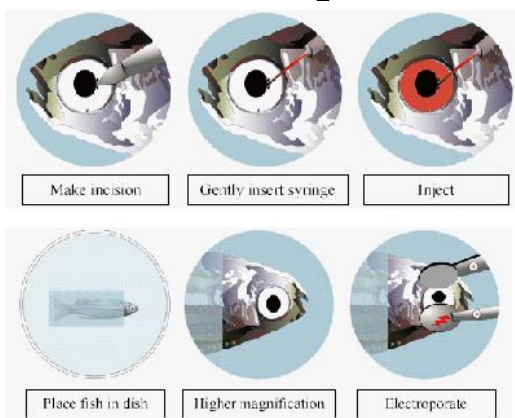 Make incision
Gently insert syringe
Inject
Place fish in dish
Higher magnification
Electroporate